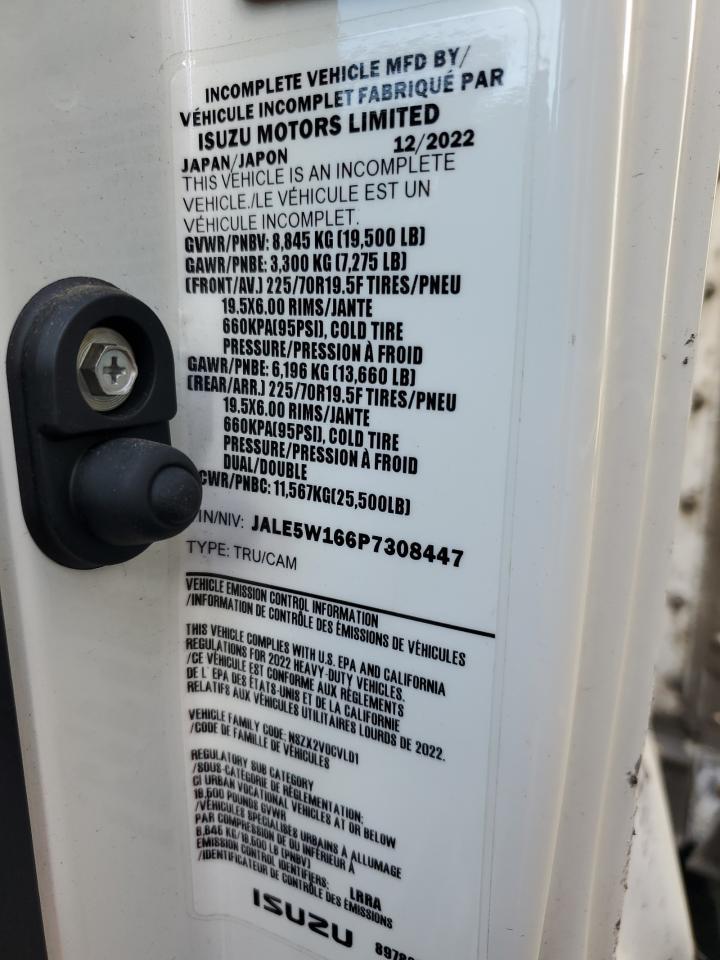 INCOMPLETE VEHICLE MFD BY/
VÉHICULE INCOMPLET FABRIQUÉ PAR
ISUZU MOTORS LIMITED
JAPAN/JAPON 12/2022
THIS VEHICLE IS AN INCOMPLETE
VEHICLE./LE VÉHICULE EST UN
VÉHICULE INCOMPLET.
GVWR/PNBV: 8,845 KG (19,500 LB)
GAWR/PNBE: 3,300 KG (7,275 LB)
(FRONT/AV.) 225/70R19.5F TIRES/PNEU
19.5X6.00 RIMS/JANTE
660KPA(95PSI), COLD TIRE
PRESSURE/PRESSION À FROID
GAWR/PNBE: 6,196 KG (13,660 LB)
(REAR/ARR.) 225/70R19.5F TIRES/PNEU
19.5X6.00 RIMS/JANTE
660KPA(95PSI), COLD TIRE
PRESSURE/PRESSION À FROID
DUAL/DOUBLE
CWR/PNBC: 11,567KG(25,500LB)
IN/NIV: JALE5W166P7308447
TYPE: TRU/CAM
VEHICLE EMISSION CONTROL INFORMATION
/INFORMATION DE CONTRÔLE DES ÉMISSIONS DE VÉHICULES
THIS VEHICLE COMPLIES WITH U.S. EPA AND CALIFORNIA
REGULATIONS FOR 2022 HEAVY-DUTY VEHICLES.
/CE VÉHICULE EST CONFORME AUX RÈGLEMENTS
DE L' EPA DES ÉTATS-UNIS ET DE LA CALIFORNIE
RELATIFS AUX VÉHICULES UTILITAIRES LOURDS DE 2022.
VEHICLE FAMILY CODE: NSZX2VOCVLD1
/CODE DE FAMILLE DE VÉHICULES
REGULATORY SUB CATEGORY
/SOUS-CATÉGORIE DE RÉGLEMENTATION:
CI URBAN VOCATIONAL VEHICLES AT OR BELOW
19,500 POUNDS GVWR
/VÉHICULES SPÉCIALISÉS URBAINS À ALLUMAGE
PAR COMPRESSION DE OU INFÉRIEUR À
8,845 KG/19,500 LB (PNBV)
EMISSION CONTROL IDENTIFIERS: LRRA
/IDENTIFICATEUR DE CONTRÔLE DES ÉMISSIONS
ISUZU